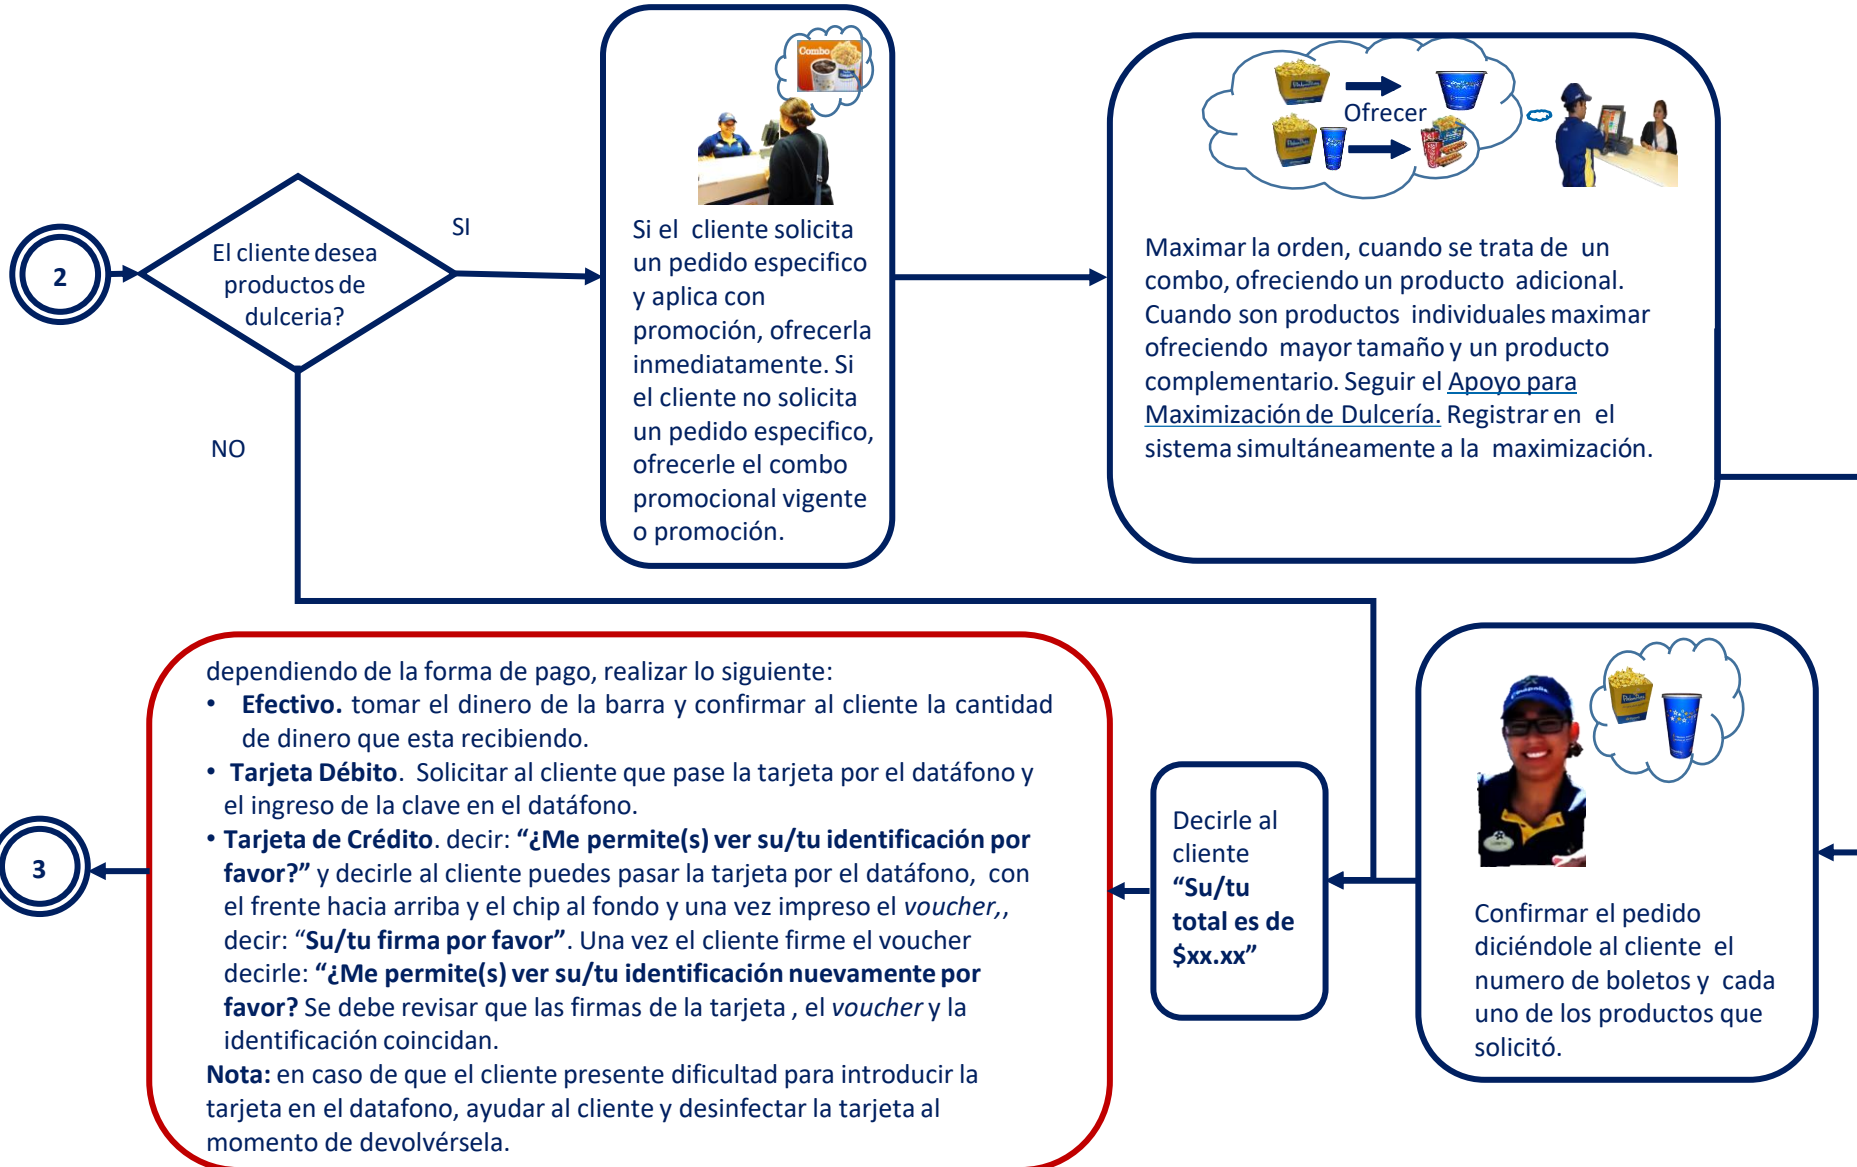 2
El cliente desea
productos de
dulceria?
SI
NO
Combo
Si el cliente solicita
un pedido especifico
y aplica con
promoción, ofrecerla
inmediatamente. Si
el cliente no solicita
un pedido especifico,
ofrecerle el combo
promocional vigente
o promoción.
Ofrecer
Maximar la orden, cuando se trata de un
combo, ofreciendo un producto adicional.
Cuando son productos individuales maximar
ofreciendo mayor tamaño y un producto
complementario. Seguir el Apoyo para
Maximización de Dulcería. Registrar en el
sistema simultáneamente a la maximización.
Confirmar el pedido
diciéndole al cliente el
numero de boletos y cada
uno de los productos que
solicitó.
Decirle al
cliente
“Su/tu
total es de
$xx.xx”
dependiendo de la forma de pago, realizar lo siguiente:
• Efectivo. tomar el dinero de la barra y confirmar al cliente la cantidad
de dinero que esta recibiendo.
• Tarjeta Débito. Solicitar al cliente que pase la tarjeta por el datáfono y
el ingreso de la clave en el datáfono.
• Tarjeta de Crédito. decir: “¿Me permite(s) ver su/tu identificación por
favor?” y decirle al cliente puedes pasar la tarjeta por el datáfono, con
el frente hacia arriba y el chip al fondo y una vez impreso el voucher,,
decir: “Su/tu firma por favor”. Una vez el cliente firme el voucher
decirle: “¿Me permite(s) ver su/tu identificación nuevamente por
favor? Se debe revisar que las firmas de la tarjeta , el voucher y la
identificación coincidan.
Nota: en caso de que el cliente presente dificultad para introducir la
tarjeta en el datafono, ayudar al cliente y desinfectar la tarjeta al
momento de devolvérsela.
3